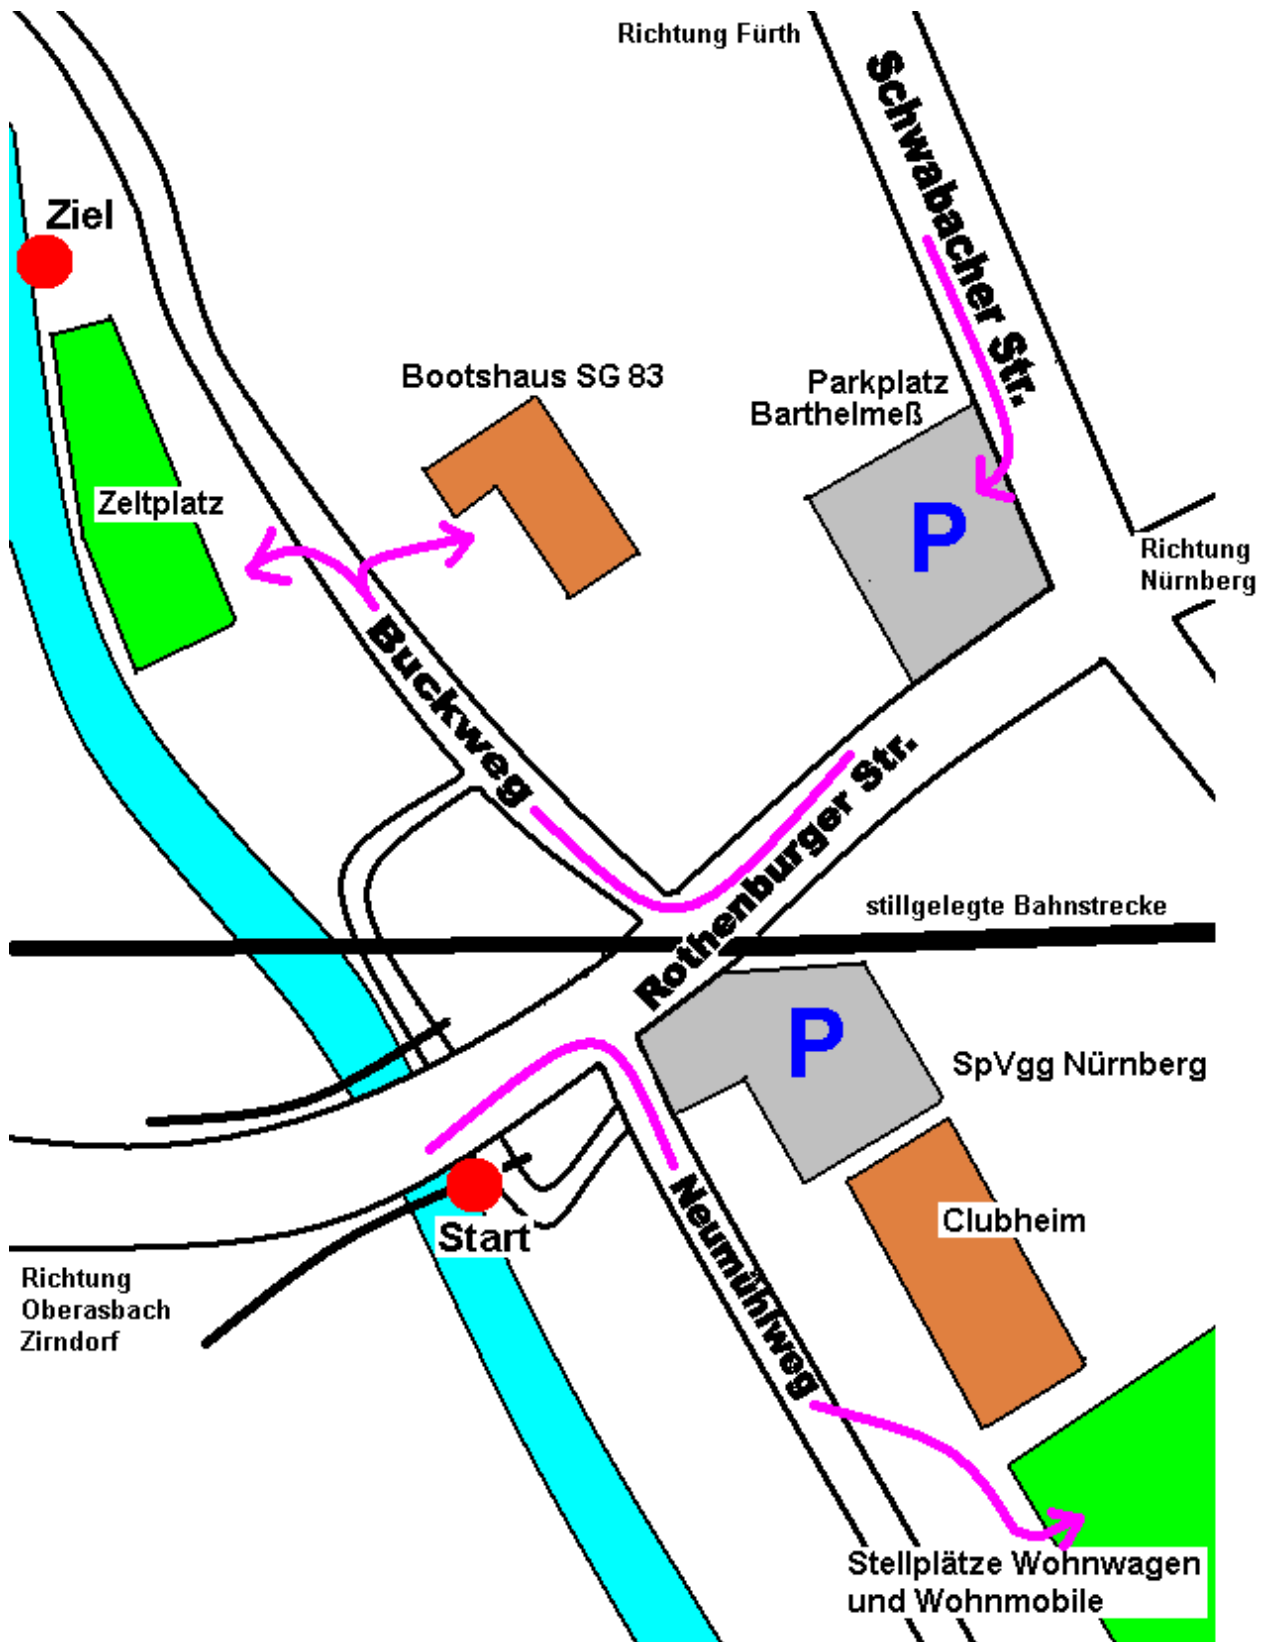 Richtung Fürth
Schwabacher Str.
Ziel
Bootshaus SG 83
Parkplatz
Barthelmeß
Zeltplatz
P
Richtung
Nürnberg
Buckweg
Rothenburger Str.
stillgelegte Bahnstrecke
P
SpVgg Nürnberg
Clubheim
Start
Neumühlweg
Richtung
Oberasbach
Zirndorf
Stellplätze Wohnwagen
und Wohnmobile